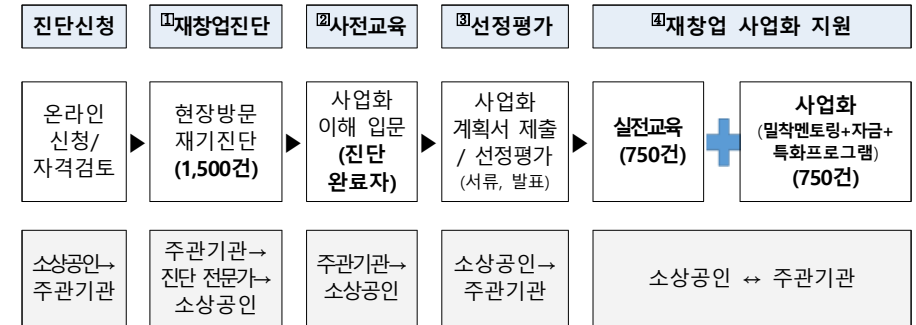 진단신청
1재창업진단
2사전교육
3선정평가
4재창업 사업화 지원
온라인
신청/
자격검토
▶
현장방문
재기진단
(1,500건)
▶
사업화
이해 입문
(진단
완료자)
▶
사업화
계획서 제출
/ 선정평가
(서류, 발표)
▶
실전교육
(750건)
사업화
(밀착멘토링+자금+
특화프로그램)
(750건)
소상공인→
주관기관
주관기관→
진단 전문가→
소상공인
주관기관→
소상공인
소상공인→
주관기관
소상공인 ↔ 주관기관